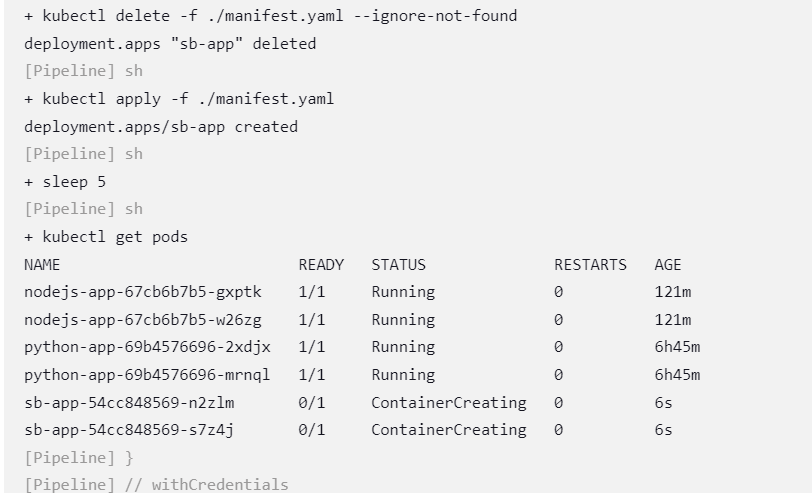 + kubectl delete -f ./manifest.yaml --ignore-not-found
deployment.apps "sb-app" deleted
[Pipeline] sh
+ kubectl apply -f ./manifest.yaml
deployment.apps/sb-app created
[Pipeline] sh
+ sleep 5
[Pipeline] sh
+ kubectl get pods
NAME READY STATUS RESTARTS AGE
nodejs-app-67cb6b7b5-gxptk 1/1 Running 0 121m
nodejs-app-67cb6b7b5-w26zg 1/1 Running 0 121m
python-app-69b4576696-2xdjx 1/1 Running 0 6h45m
python-app-69b4576696-mrnql 1/1 Running 0 6h45m
sb-app-54cc848569-n2zlm 0/1 ContainerCreating 0 6s
sb-app-54cc848569-s7z4j 0/1 ContainerCreating 0 6s
[Pipeline] }
[Pipeline] // withCredentials